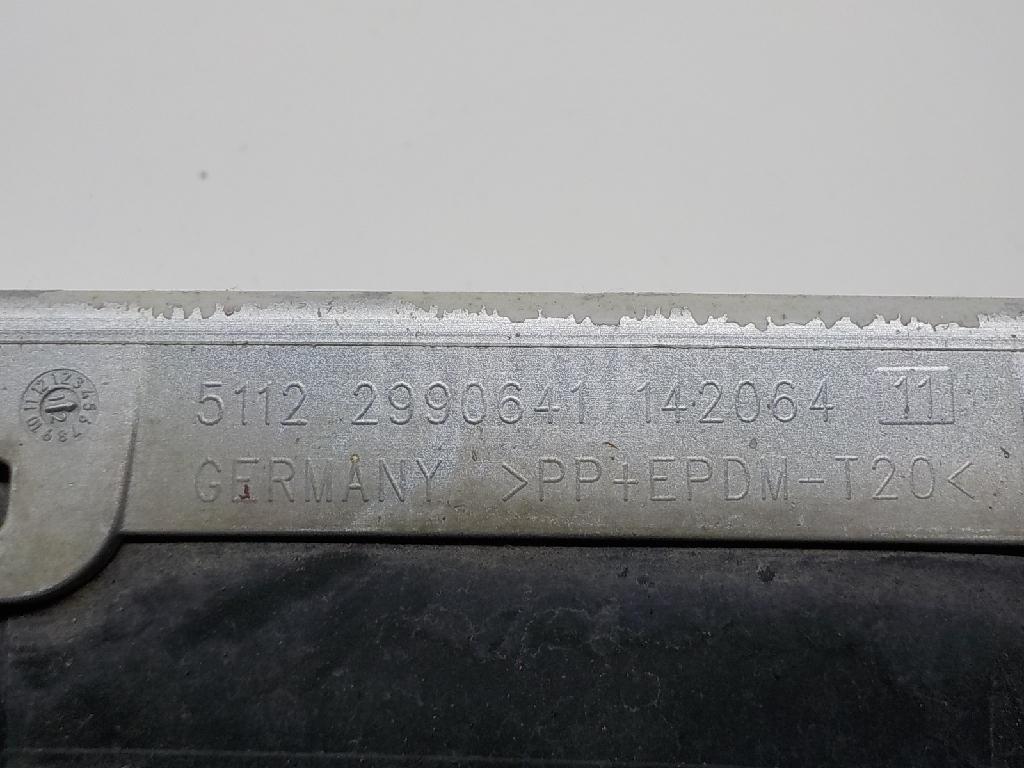 5112 2990641 142064 11
GERMANY >PP+EPDM-T20<